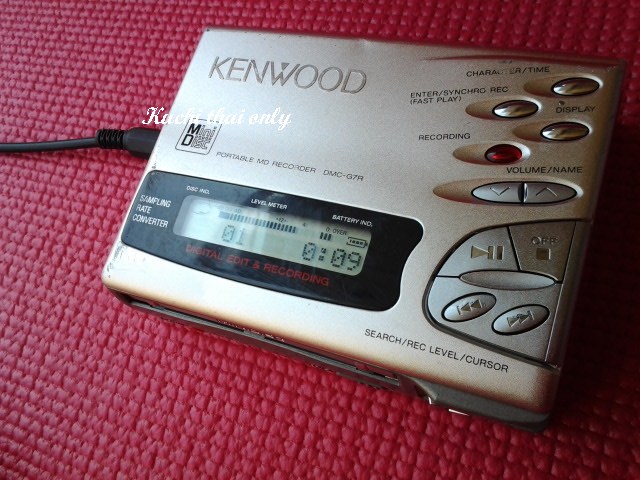 KENWOOD
Kuchi thai only
MD
PORTABLE MD RECORDER DMC-G7R
CHARACTER/TIME
ENTER/SYNCHRO REC
(FAST PLAY)
DISPLAY
RECORDING
VOLUME/NAME
OFF
DISC IND.
LEVEL METER
BATTERY IND.
SAMPLING
RATE
CONVERTER
OVER
01
0:09
DIGITAL EDIT & RECORDING
SEARCH/REC LEVEL/CURSOR